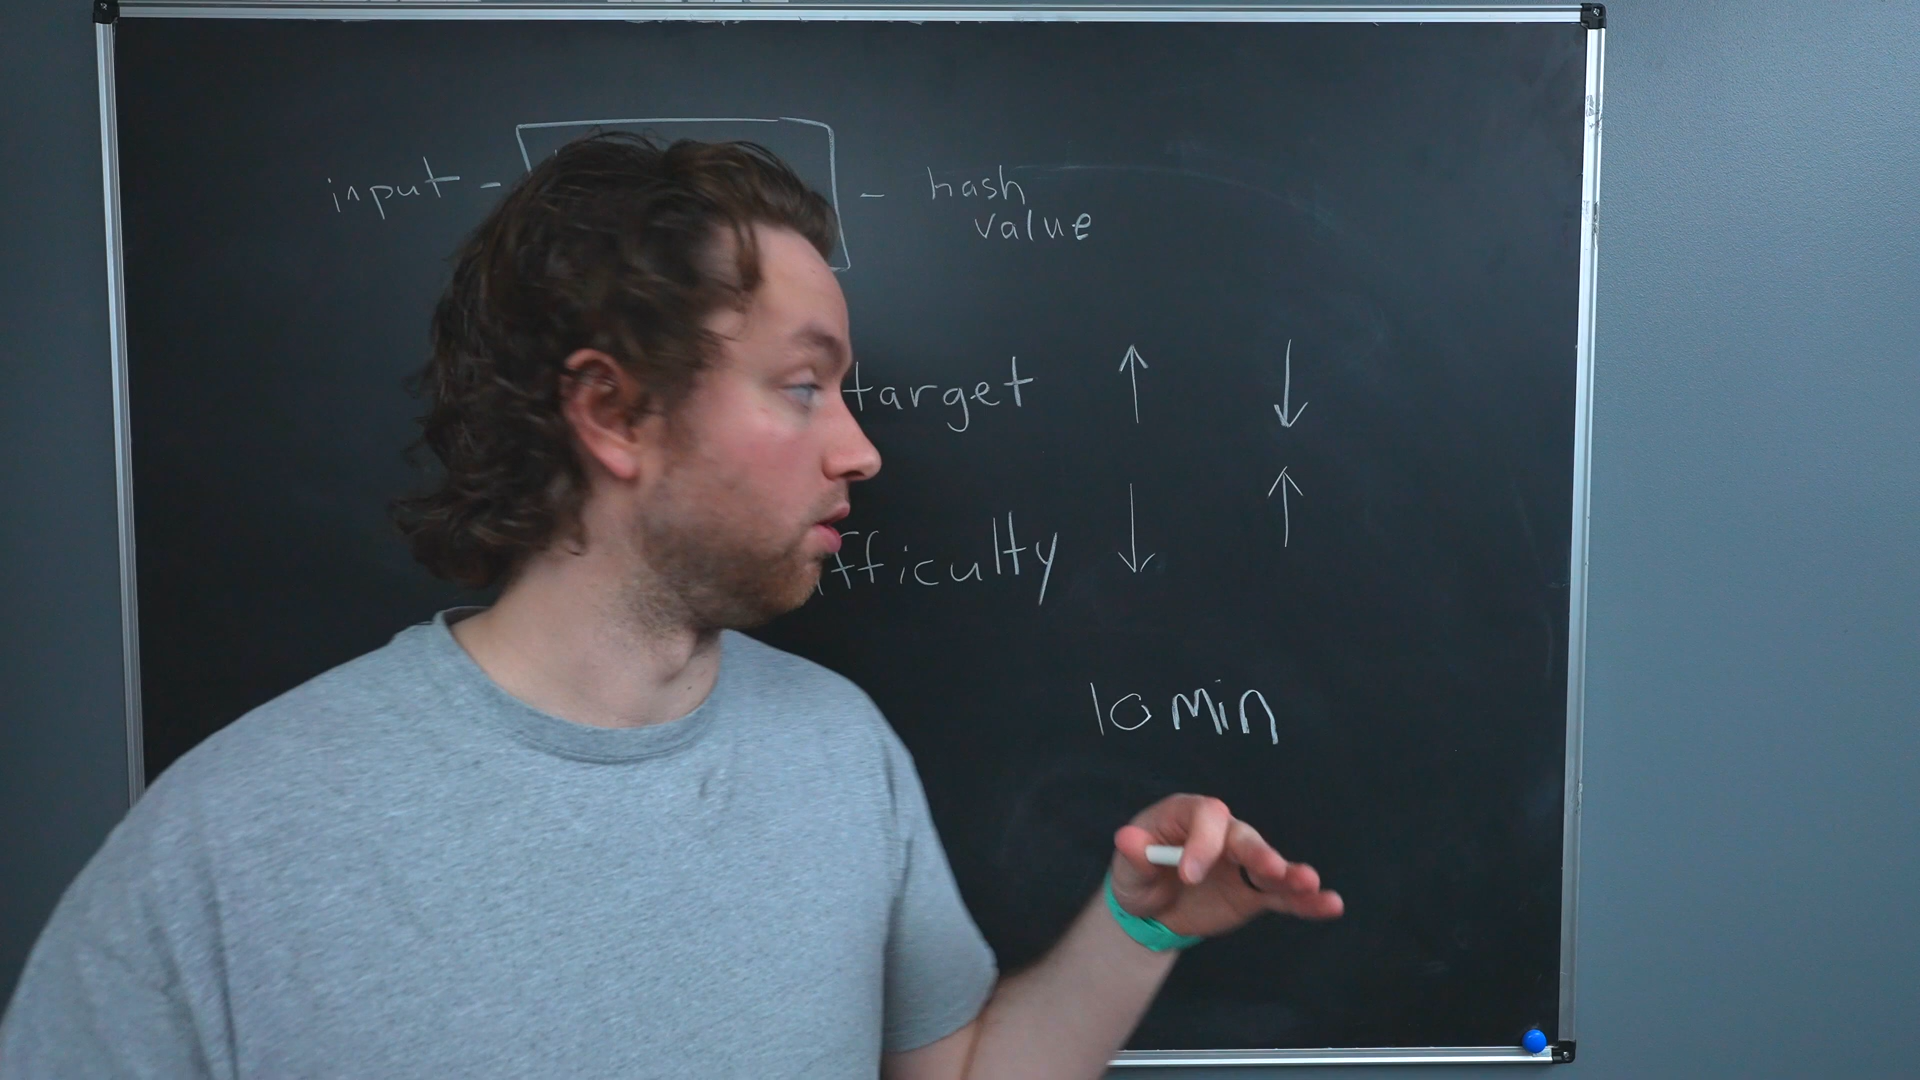 input - - hash
value
target ↑ ↓
fficulty ↓ ↑
10 min